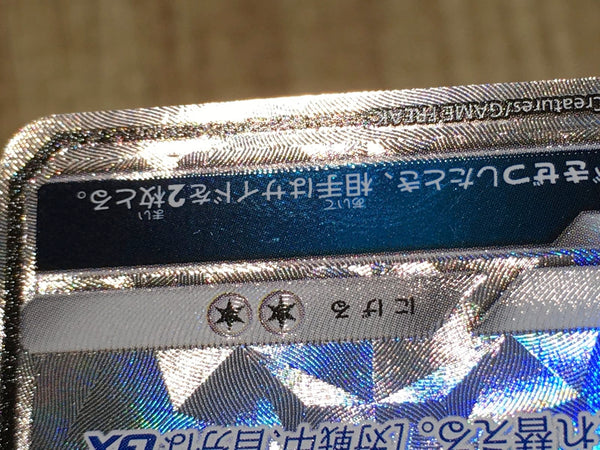 れ替える。[対戦中、自分はGX
にげる
きぜつしたとき、相手はサイドを2枚とる。
Creatures/GAME FREAK